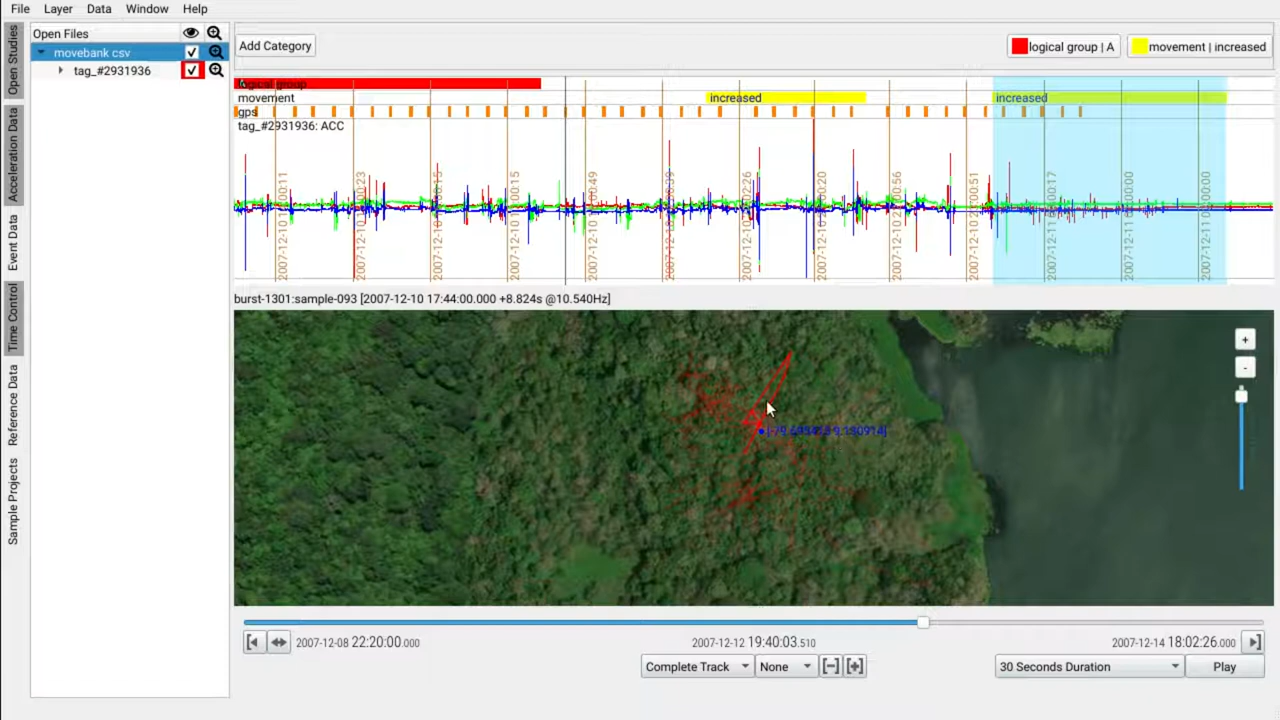 File Layer Data Window Help
Open Studies
Acceleration Data
Event Data
Time Control
Reference Data
Sample Projects
Open Files
movebank csv
tag_#2931936
Add Category
logical group | A
movement | increased
logical group
movement increased increased
gps
tag_#2931936: ACC
burst-1301:sample-093 [2007-12-10 17:44:00.000 +8.824s @10.540Hz]
2007-12-08 22:20:00.000
2007-12-12 19:40:03.510
2007-12-14 18:02:26.000
Complete Track None [-] [+] 30 Seconds Duration Play